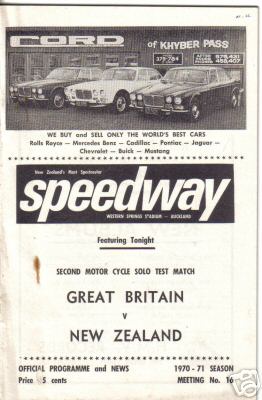 CORD
of KHYBER PASS
375-784
WE BUY and SELL ONLY THE WORLD'S BEST CARS
Rolls Royce — Mercedes Benz — Cadillac — Pontiac — Jaguar —
Chevrolet — Buick — Mustang
New Zealand's Most Spectacular
speedway
WESTERN SPRINGS STADIUM — AUCKLAND
Featuring Tonight
SECOND MOTOR CYCLE SOLO TEST MATCH
GREAT BRITAIN
v
NEW ZEALAND
OFFICIAL PROGRAMME and NEWS 1970 - 71 SEASON
Price 5 cents MEETING No. 16